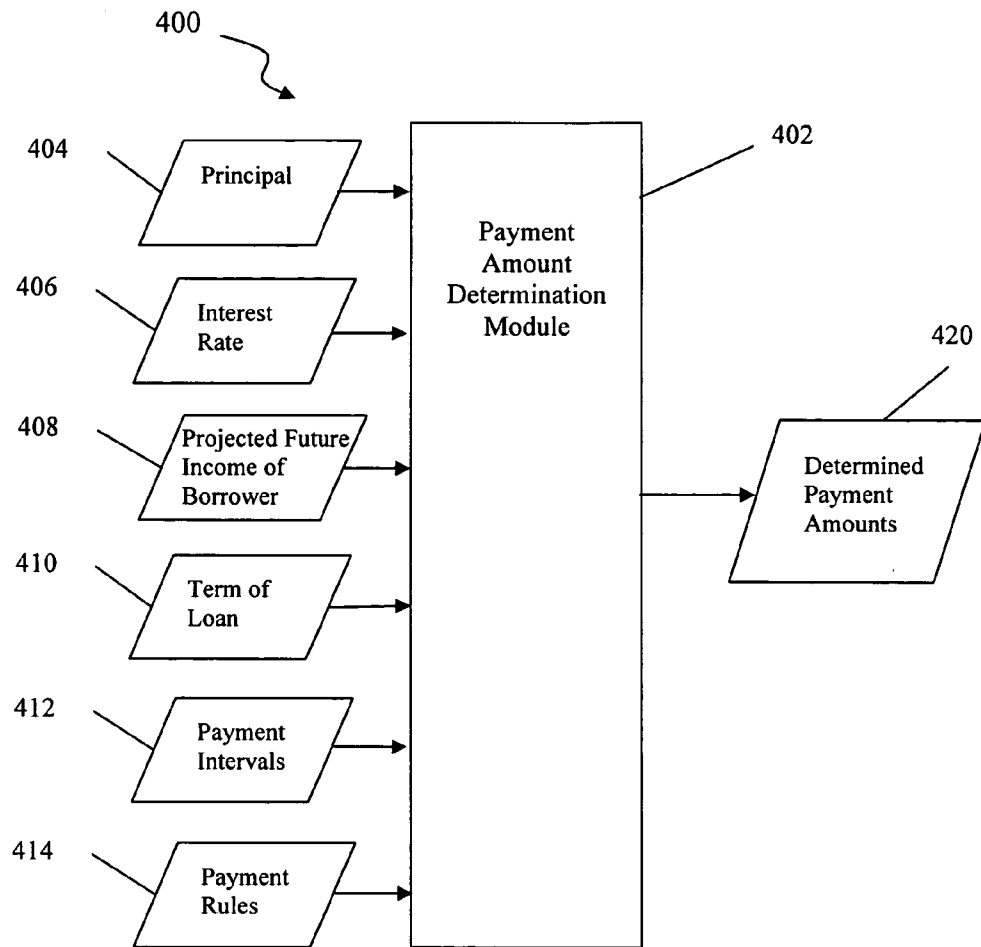 400
404
Principal
402
Payment
Amount
Determination
Module
406
Interest
Rate
420
408
Projected Future
Income of
Borrower
Determined
Payment
Amounts
410
Term of
Loan
412
Payment
Intervals
414
Payment
Rules